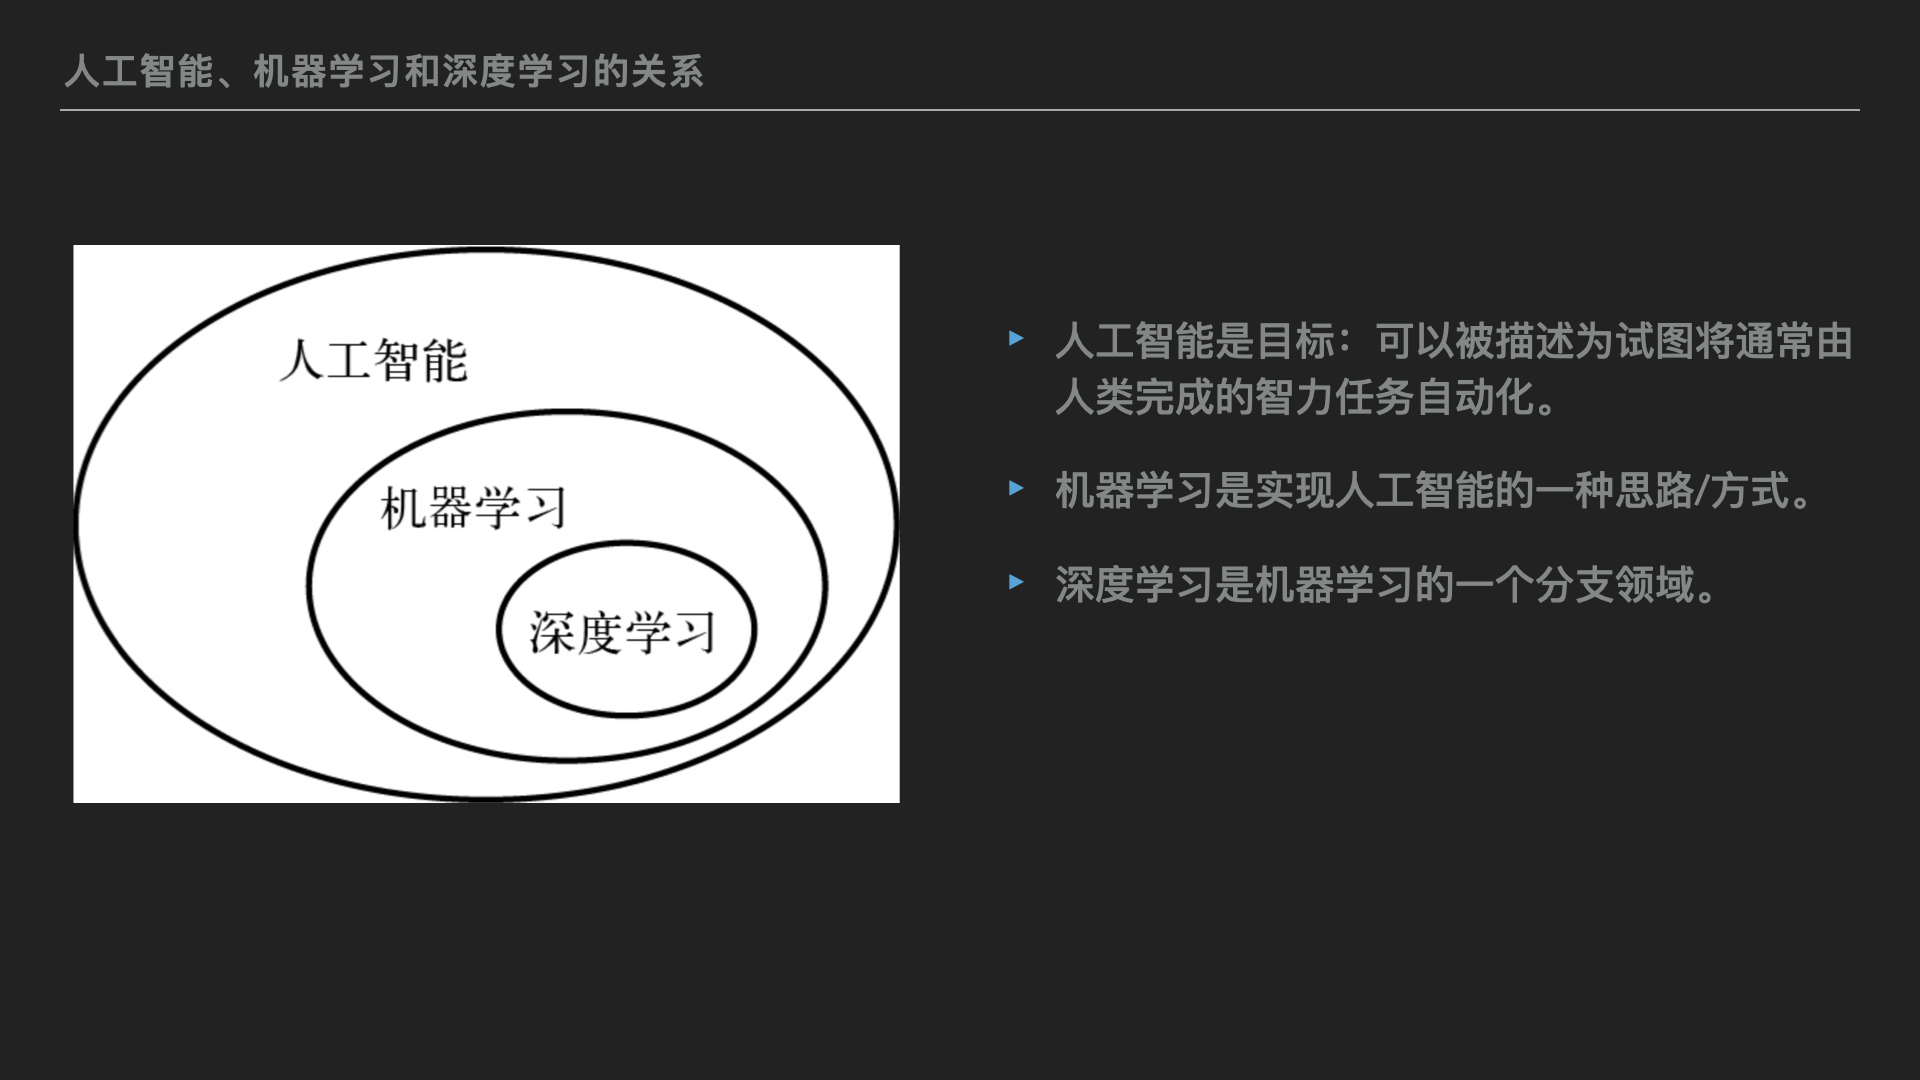 人工智能、机器学习和深度学习的关系
人工智能
机器学习
深度学习
▸ 人工智能是目标：可以被描述为试图将通常由
人类完成的智力任务自动化。
▸ 机器学习是实现人工智能的一种思路/方式。
▸ 深度学习是机器学习的一个分支领域。